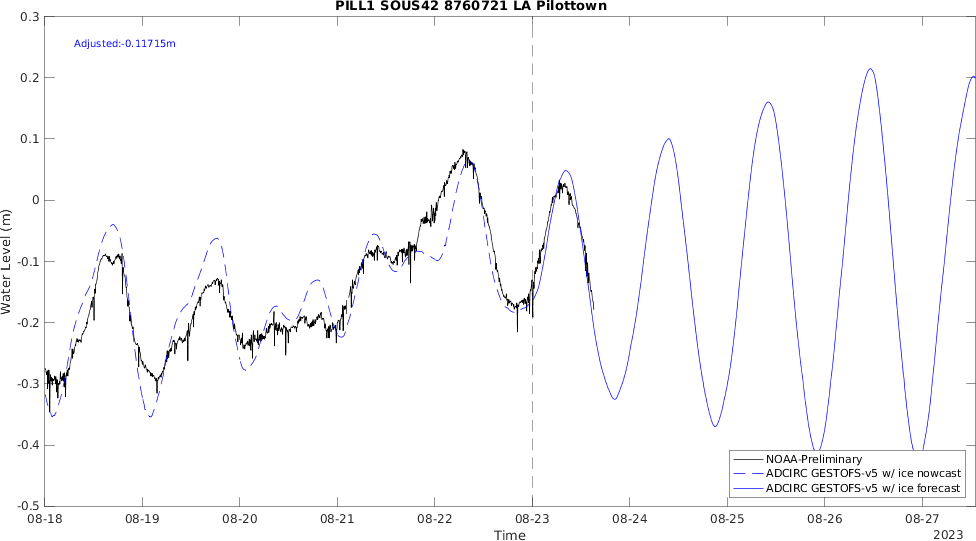 PILL1 SOUS42 8760721 LA Pilottown
Adjusted:-0.11715m
Water Level (m)
0.3
0.2
0.1
0
-0.1
-0.2
-0.3
-0.4
-0.5
NOAA-Preliminary
ADCIRC GESTOFS-v5 w/ ice nowcast
ADCIRC GESTOFS-v5 w/ ice forecast
08-18 08-19 08-20 08-21 08-22 08-23 08-24 08-25 08-26 08-27
Time
2023